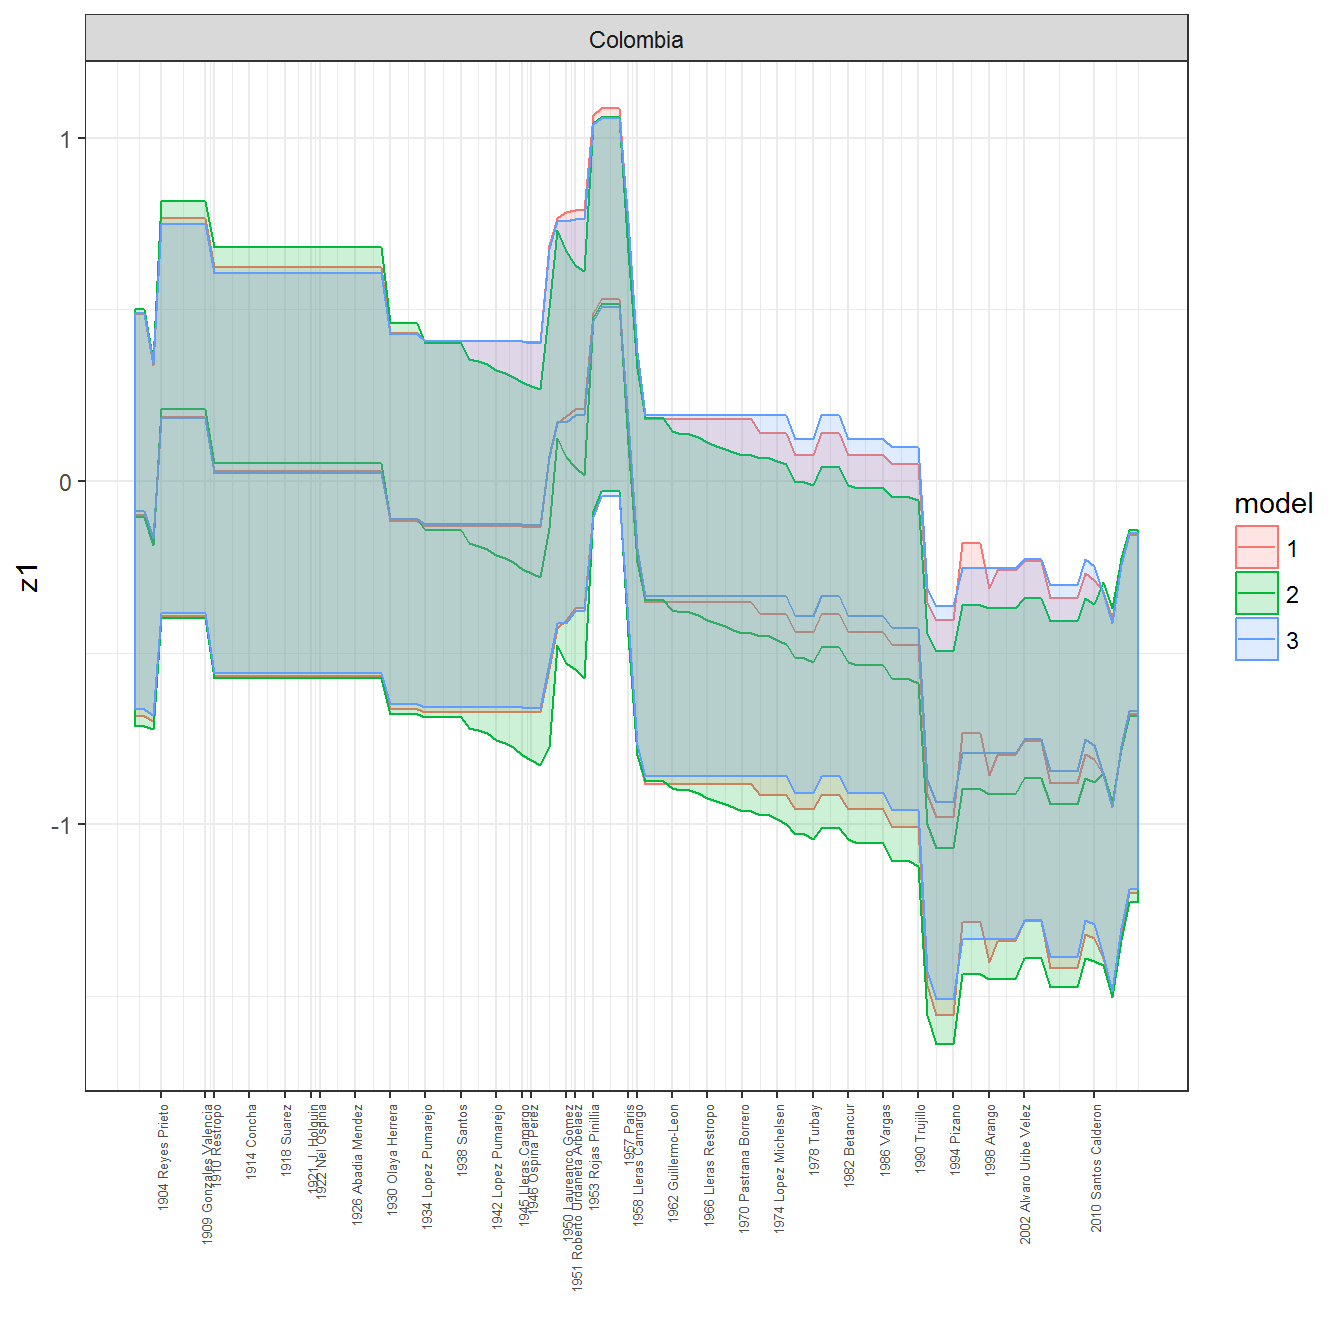 Colombia
1
0
-1
z1
model
1
2
3
1904 Reyes Prieto
1909 Gonzales Valencia
1910 Restropo
1914 Concha
1918 Suarez
1921 J. Holguin
1922 Nel Ospina
1926 Abadia Mendez
1930 Olaya Herrera
1934 Lopez Pumarejo
1938 Santos
1942 Lopez Pumarejo
1945 Lleras Camargo
1946 Ospina Perez
1950 Laureanco Gomez
1951 Roberto Urdaneta Arbelaez
1953 Rojas Pinillia
1957 Paris
1958 Lleras Camargo
1962 Guillermo-Leon
1966 Lleras Restropo
1970 Pastrana Borrero
1974 Lopez Michelsen
1978 Turbay
1982 Betancur
1986 Vargas
1990 Trujillo
1994 Pizano
1998 Arango
2002 Alvaro Uribe Velez
2010 Santos Calderon